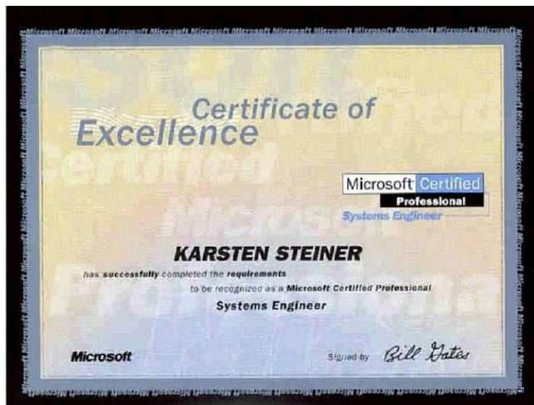 Certificate of
Excellence
Microsoft Certified
Professional
Systems Engineer
KARSTEN STEINER
has successfully completed the requirements
to be recognized as a Microsoft Certified Professional
Systems Engineer
Microsoft
Signed by Bill Gates